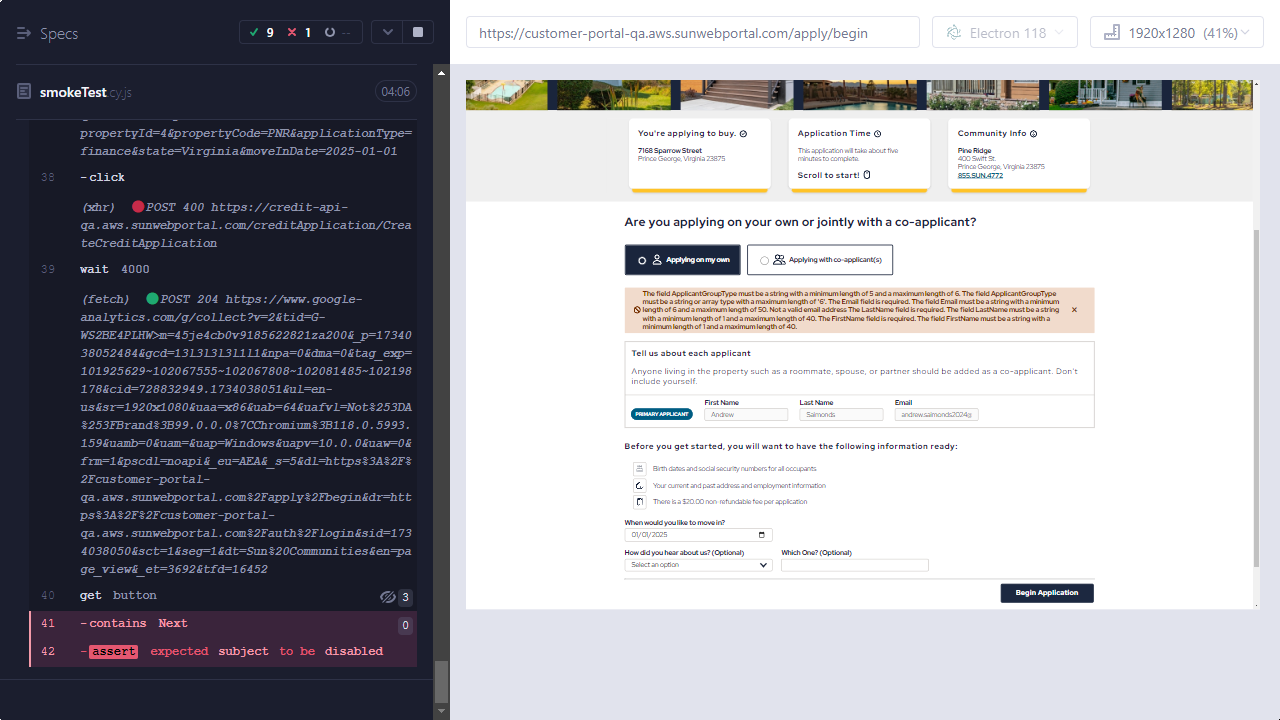 Specs
9
1
--
https://customer-portal-qa.aws.sunwebportal.com/apply/begin
Electron 118
1920x1280 (41%)
smokeTest.cy.js
04:06
propertyId=4&propertyCode=PNR&applicationType=
finance&state=Virginia&moveInDate=2025-01-01
38 -click
(xhr) POST 400 https://credit-api-
qa.aws.sunwebportal.com/creditApplication/Crea
teCreditApplication
39 wait 4000
(fetch) POST 204 https://www.google-
analytics.com/g/collect?v=2&tid=G-
WX2BE4PLRW&gtm=45je4cb0v9185622821za200&_p=1734
038052484&gcd=13l3l3l3l1l1&npa=0&dma=0&tag_exp=
101925629~102067555~102067808~102081485~102198
178&cid=728832949.1734038051&ul=en-
us&sr=1920x1080&uaa=x86&uab=64&uafvl=Not%253DA
%253FBrand%3B99.0.0.0%7CChromium%3B118.0.5993.
159&uamb=0&uam=&uap=Windows&uapv=10.0.0&uaw=0&
frm=1&pscdl=noapi&_eu=AEA&_s=5&dl=https%3A%2F%
2Fcustomer-portal-
qa.aws.sunwebportal.com%2Fapply%2Fbegin&dr=htt
ps%3A%2F%2Fcustomer-portal-
qa.aws.sunwebportal.com%2Fauth%2Flogin&sid=173
4038050&sct=1&seg=1&dt=Sun%20Communities&en=pa
ge_view&_et=3692&tfd=16452
40 get button 3
41 -contains Next 0
42 -assert expected subject to be disabled
You're applying to buy.
7168 Sparrow Street
Prince George, Virginia 23875
Application Time
This application will take about five
minutes to complete.
Scroll to start!
Community Info
Pine Ridge
400 Swift St.
Prince George, Virginia 23875
855.SUN.4772
Are you applying on your own or jointly with a co-applicant?
Applying on my own
Applying with co-applicant(s)
The field ApplicantGroupType must be a string with a minimum length of 5 and a maximum length of 6. The field ApplicantGroupType
must be a string or array type with a maximum length of '6'. The Email field is required. The field Email must be a string with a minimum
length of 6 and a maximum length of 50. Not a valid email address The LastName field is required. The field LastName must be a string
with a minimum length of 1 and a maximum length of 40. The FirstName field is required. The field FirstName must be a string with a
minimum length of 1 and a maximum length of 40.
Tell us about each applicant
Anyone living in the property such as a roommate, spouse, or partner should be added as a co-applicant. Don't
include yourself.
First Name
Last Name
Email
PRIMARY APPLICANT
Andrew
Saimonds
andrew.saimonds2024@
Before you get started, you will want to have the following information ready:
Birth dates and social security numbers for all occupants
Your current and past address and employment information
There is a $20.00 non-refundable fee per application
When would you like to move in?
01/01/2025
How did you hear about us? (Optional)
Which One? (Optional)
Select an option
Begin Application